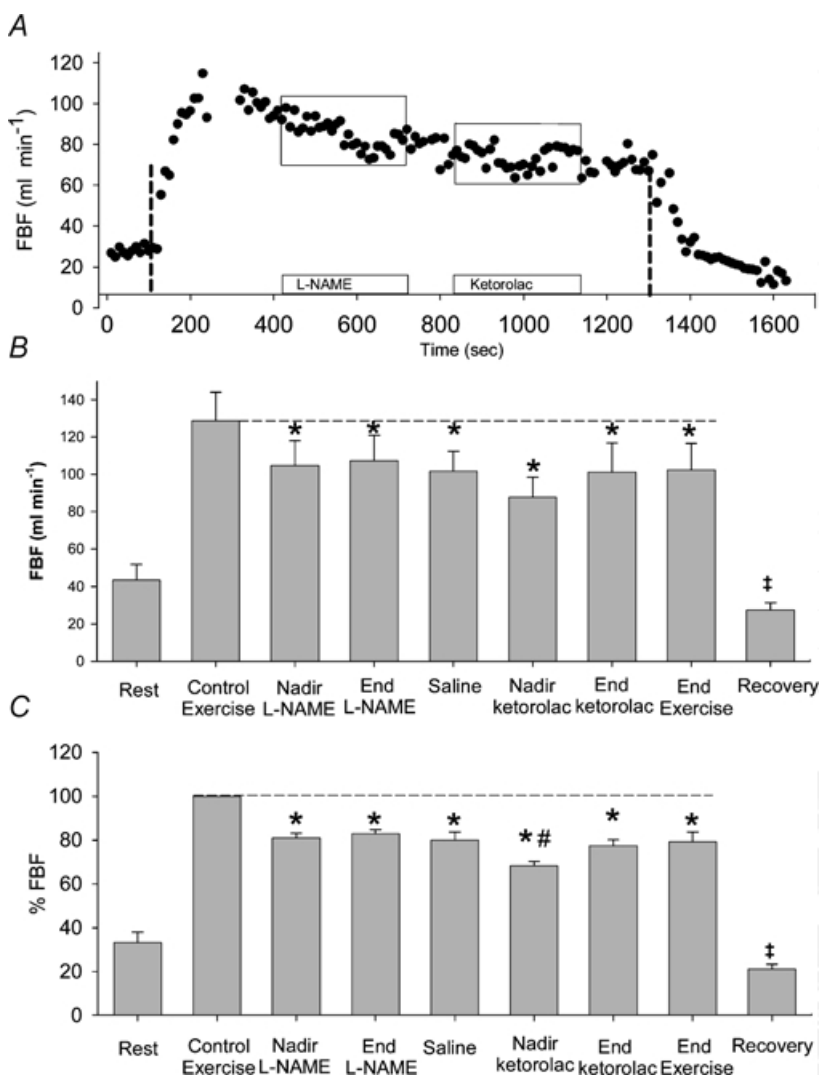 A
120
100
80
60
40
20
0
FBF (ml min⁻¹)
L-NAME
Ketorolac
0 200 400 600 800 1000 1200 1400 1600
Time (sec)
B
140
120
100
80
60
40
20
0
FBF (ml min⁻¹)
* * * * * * ‡
Rest Control Nadir End Saline Nadir End End Recovery
Exercise L-NAME L-NAME ketorolac ketorolac Exercise
C
120
100
80
60
40
20
0
% FBF
* * * *# * * ‡
Rest Control Nadir End Saline Nadir End End Recovery
Exercise L-NAME L-NAME ketorolac ketorolac Exercise